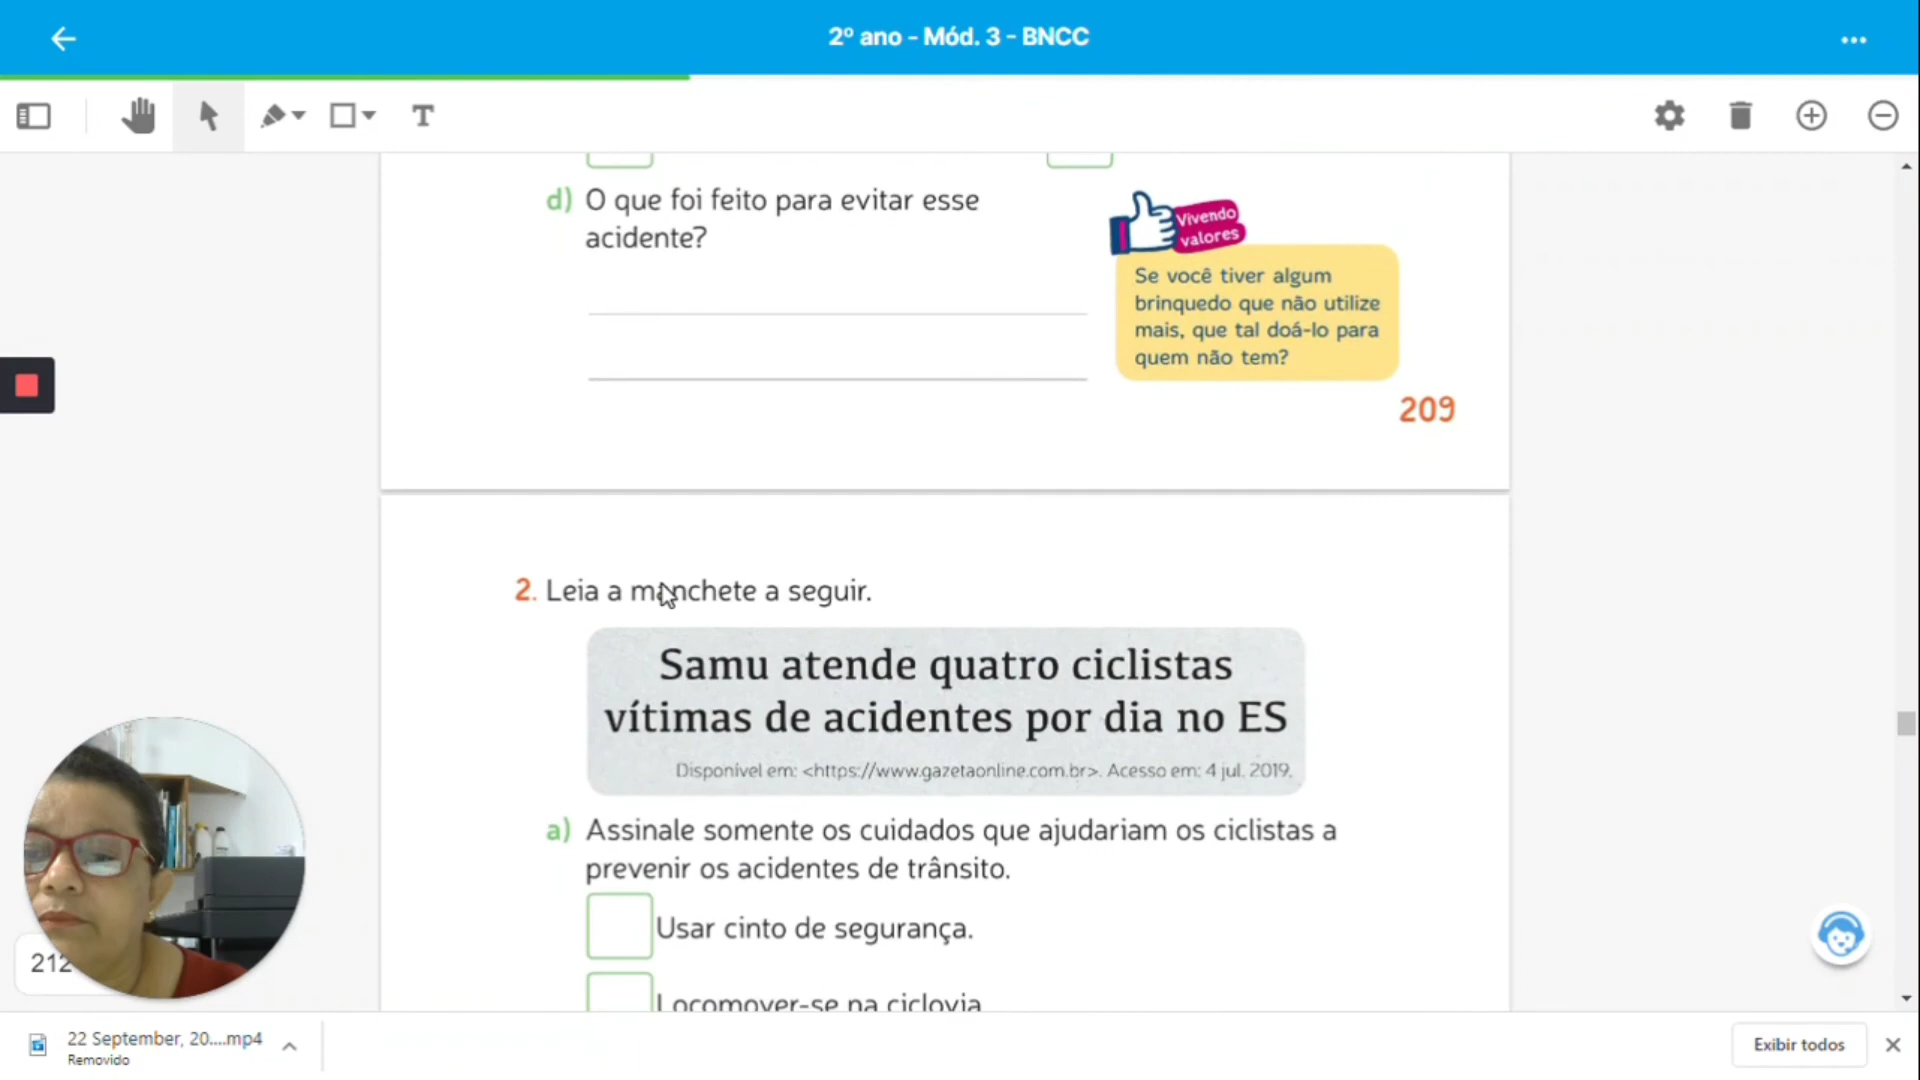 2º ano - Mód. 3 - BNCC
T
d) O que foi feito para evitar esse
acidente?
Vivendo
valores
Se você tiver algum
brinquedo que não utilize
mais, que tal doá-lo para
quem não tem?
209
2. Leia a manchete a seguir.
Samu atende quatro ciclistas
vítimas de acidentes por dia no ES
Disponível em: <https://www.gazetaonline.com.br>. Acesso em: 4 jul. 2019.
a) Assinale somente os cuidados que ajudariam os ciclistas a
prevenir os acidentes de trânsito.
Usar cinto de segurança.
Locomover-se na ciclovia
212
22 September, 20....mp4
Removido
Exibir todos